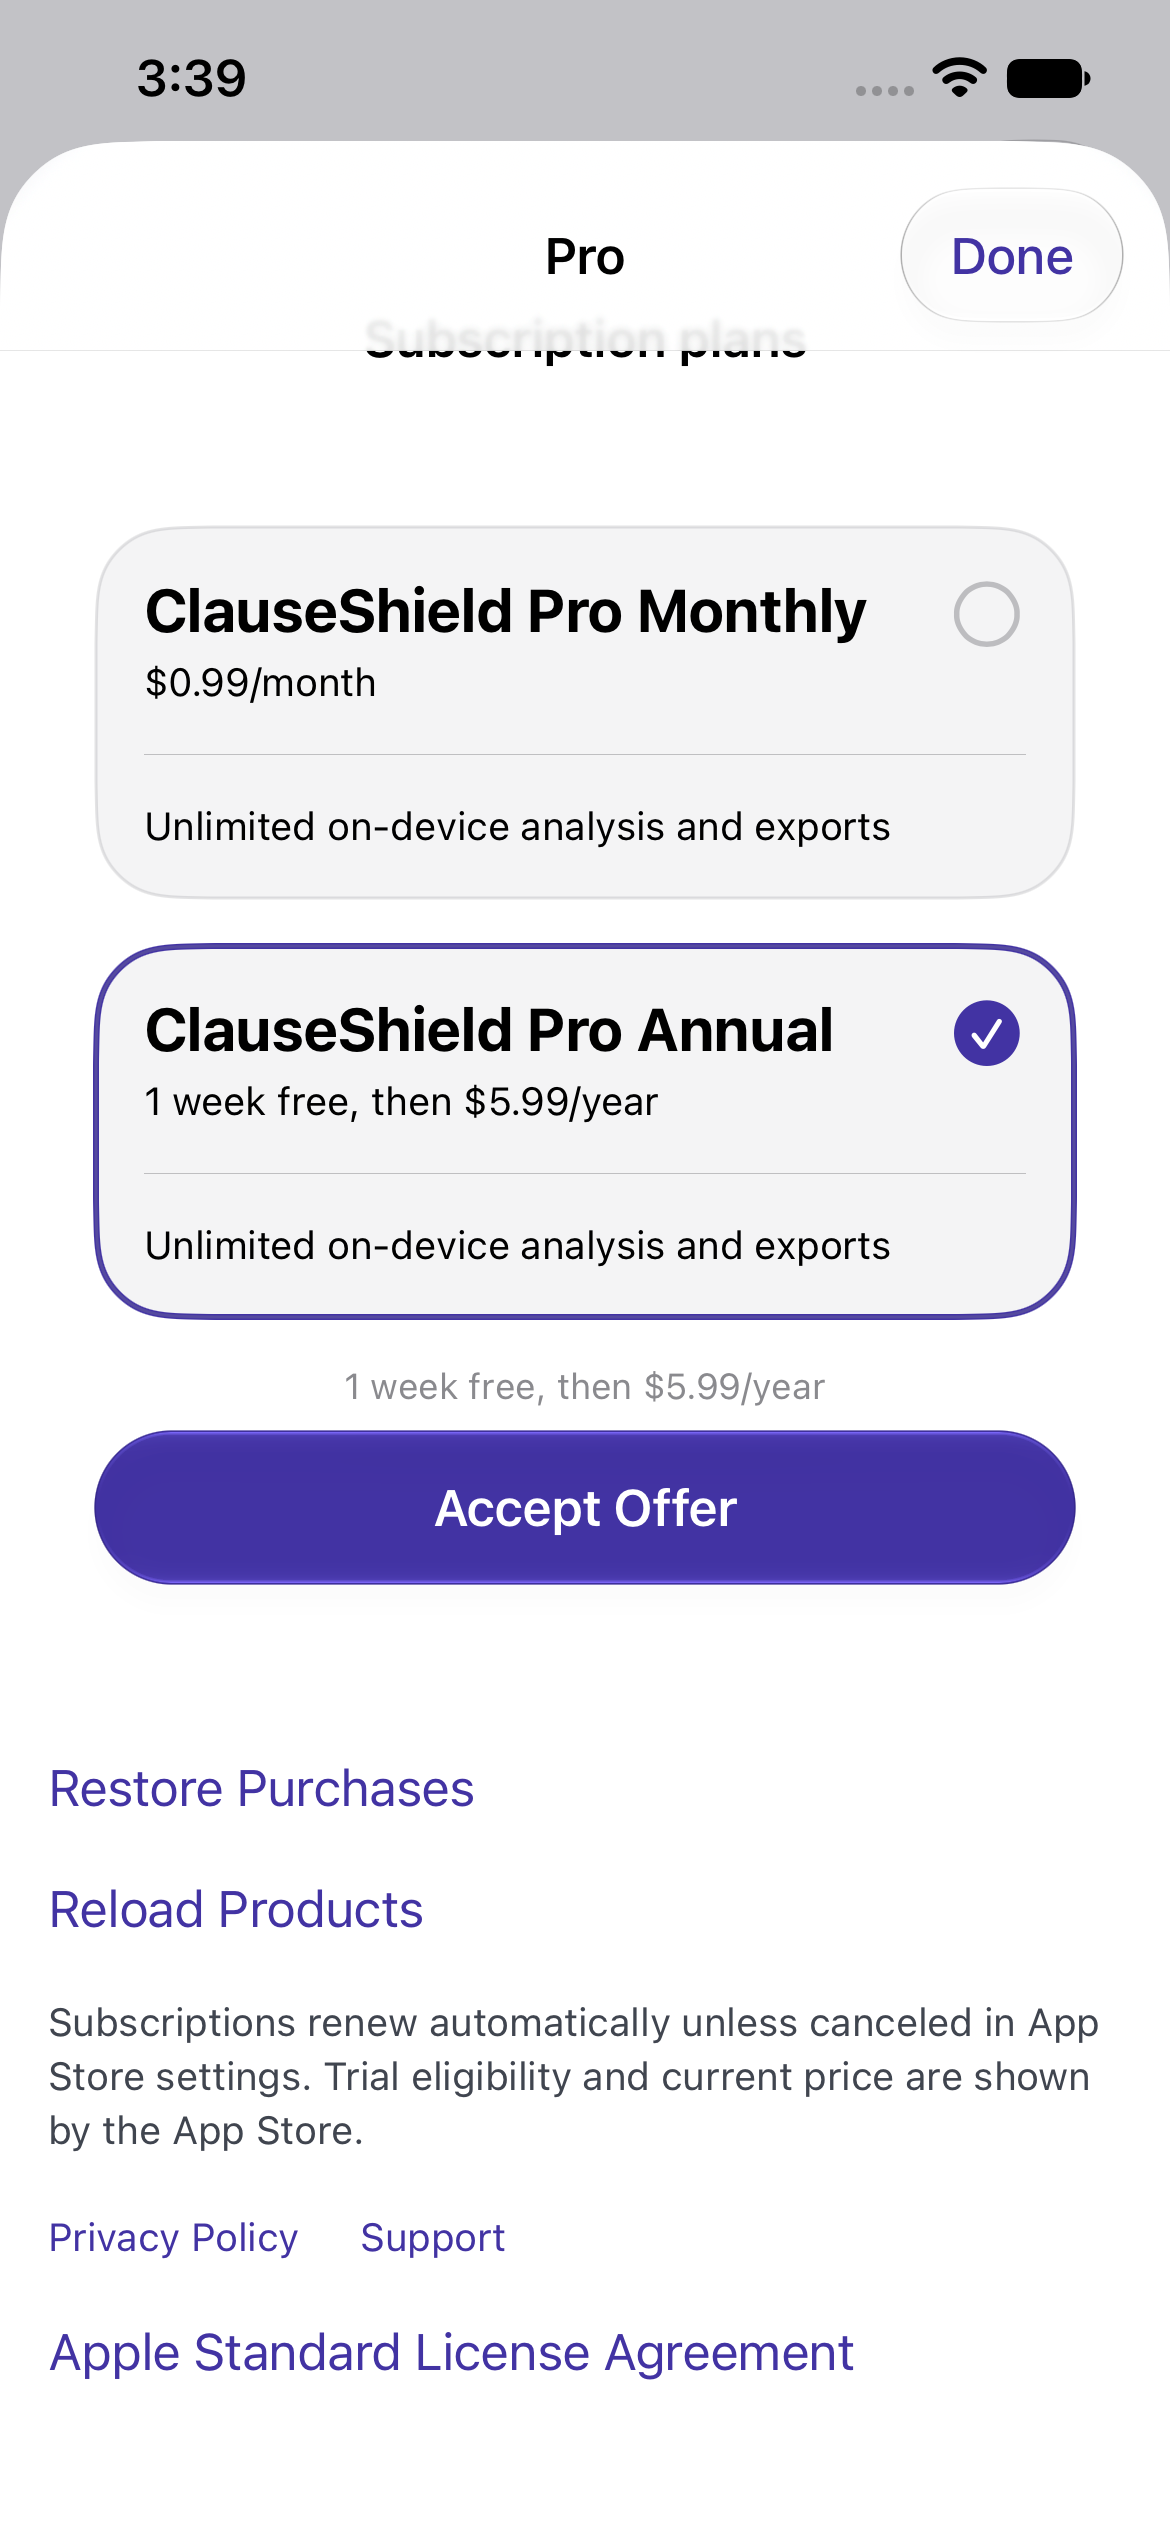 3:39
Pro
Done
Subscription plans
ClauseShield Pro Monthly
$0.99/month
Unlimited on-device analysis and exports
ClauseShield Pro Annual
1 week free, then $5.99/year
Unlimited on-device analysis and exports
1 week free, then $5.99/year
Accept Offer
Restore Purchases
Reload Products
Subscriptions renew automatically unless canceled in App
Store settings. Trial eligibility and current price are shown
by the App Store.
Privacy Policy Support
Apple Standard License Agreement